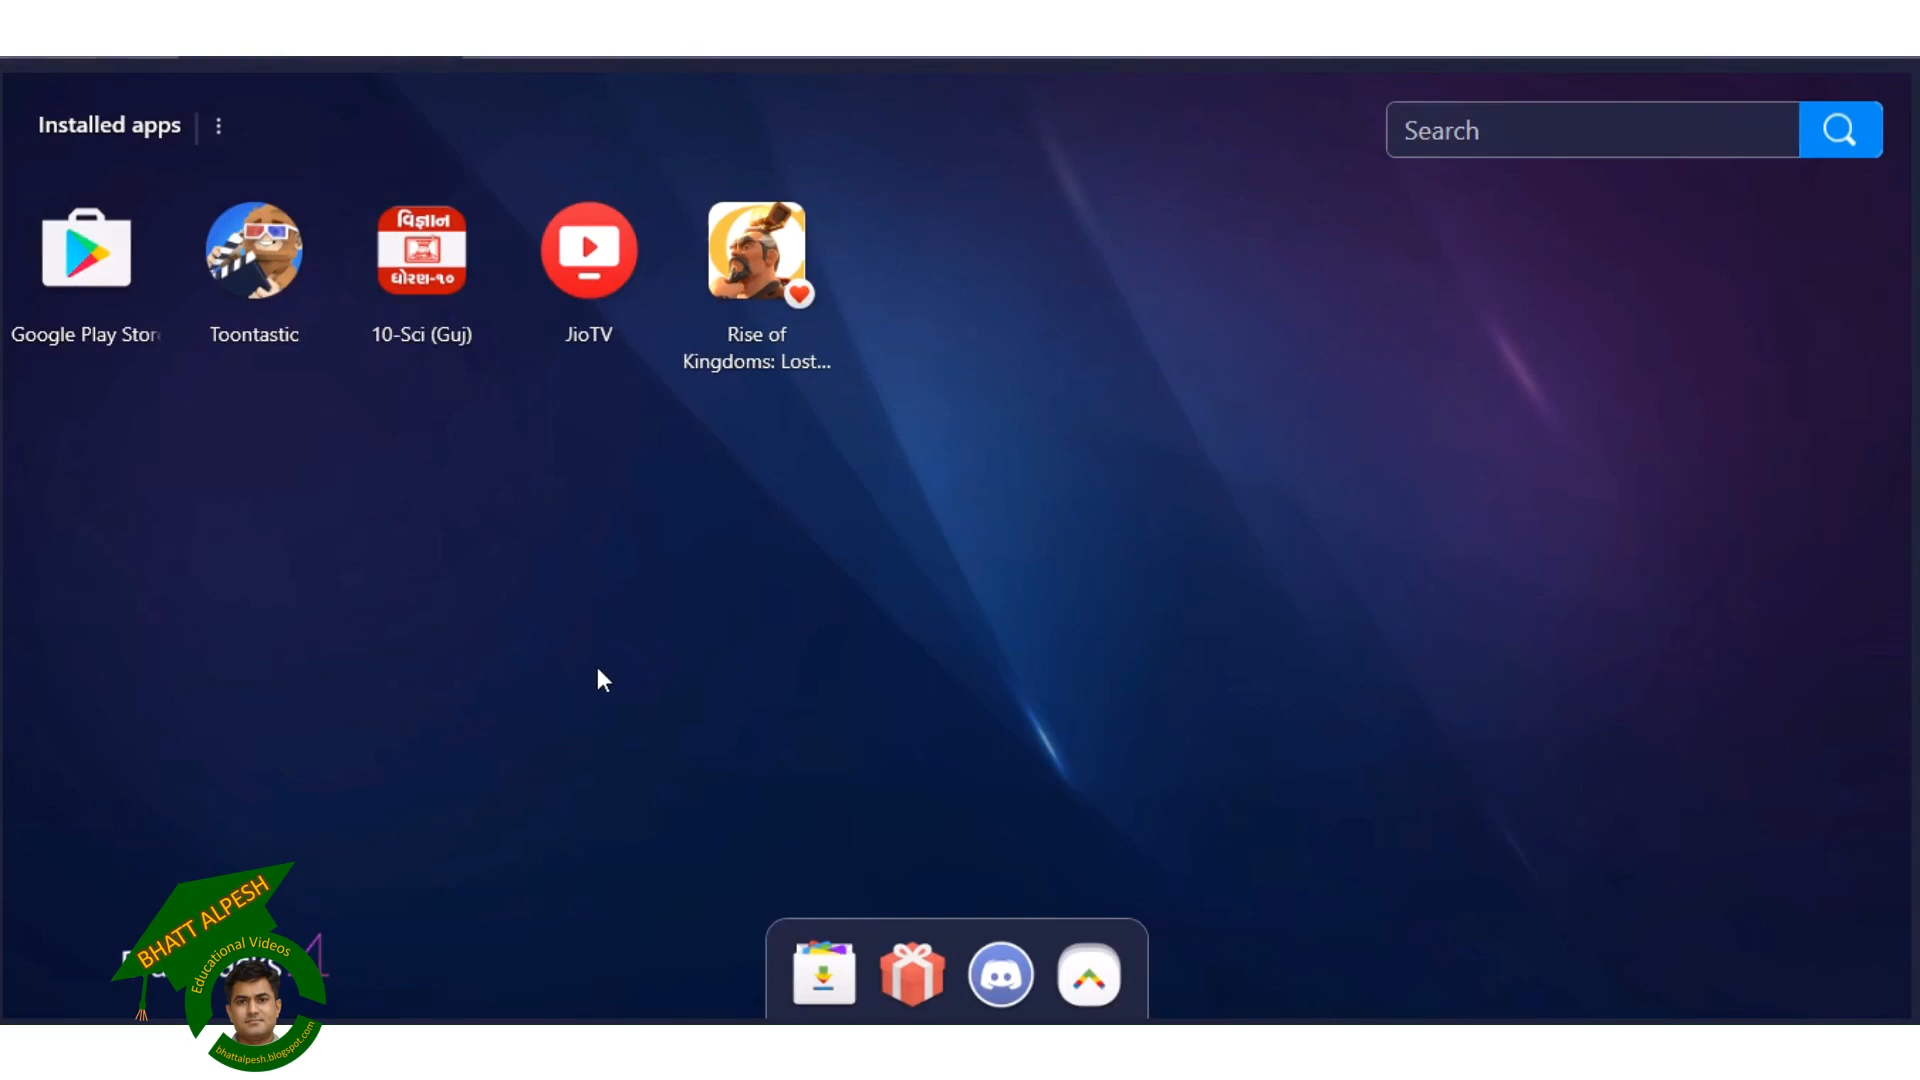 Installed apps
Search
વિજ્ઞાન
ધોરણ-૧૦
Google Play Stor
Toontastic
10-Sci (Guj)
JioTV
Rise of
Kingdoms: Lost...
BHATT ALPESH
Educational Videos
bhattalpesh.blogspot.com